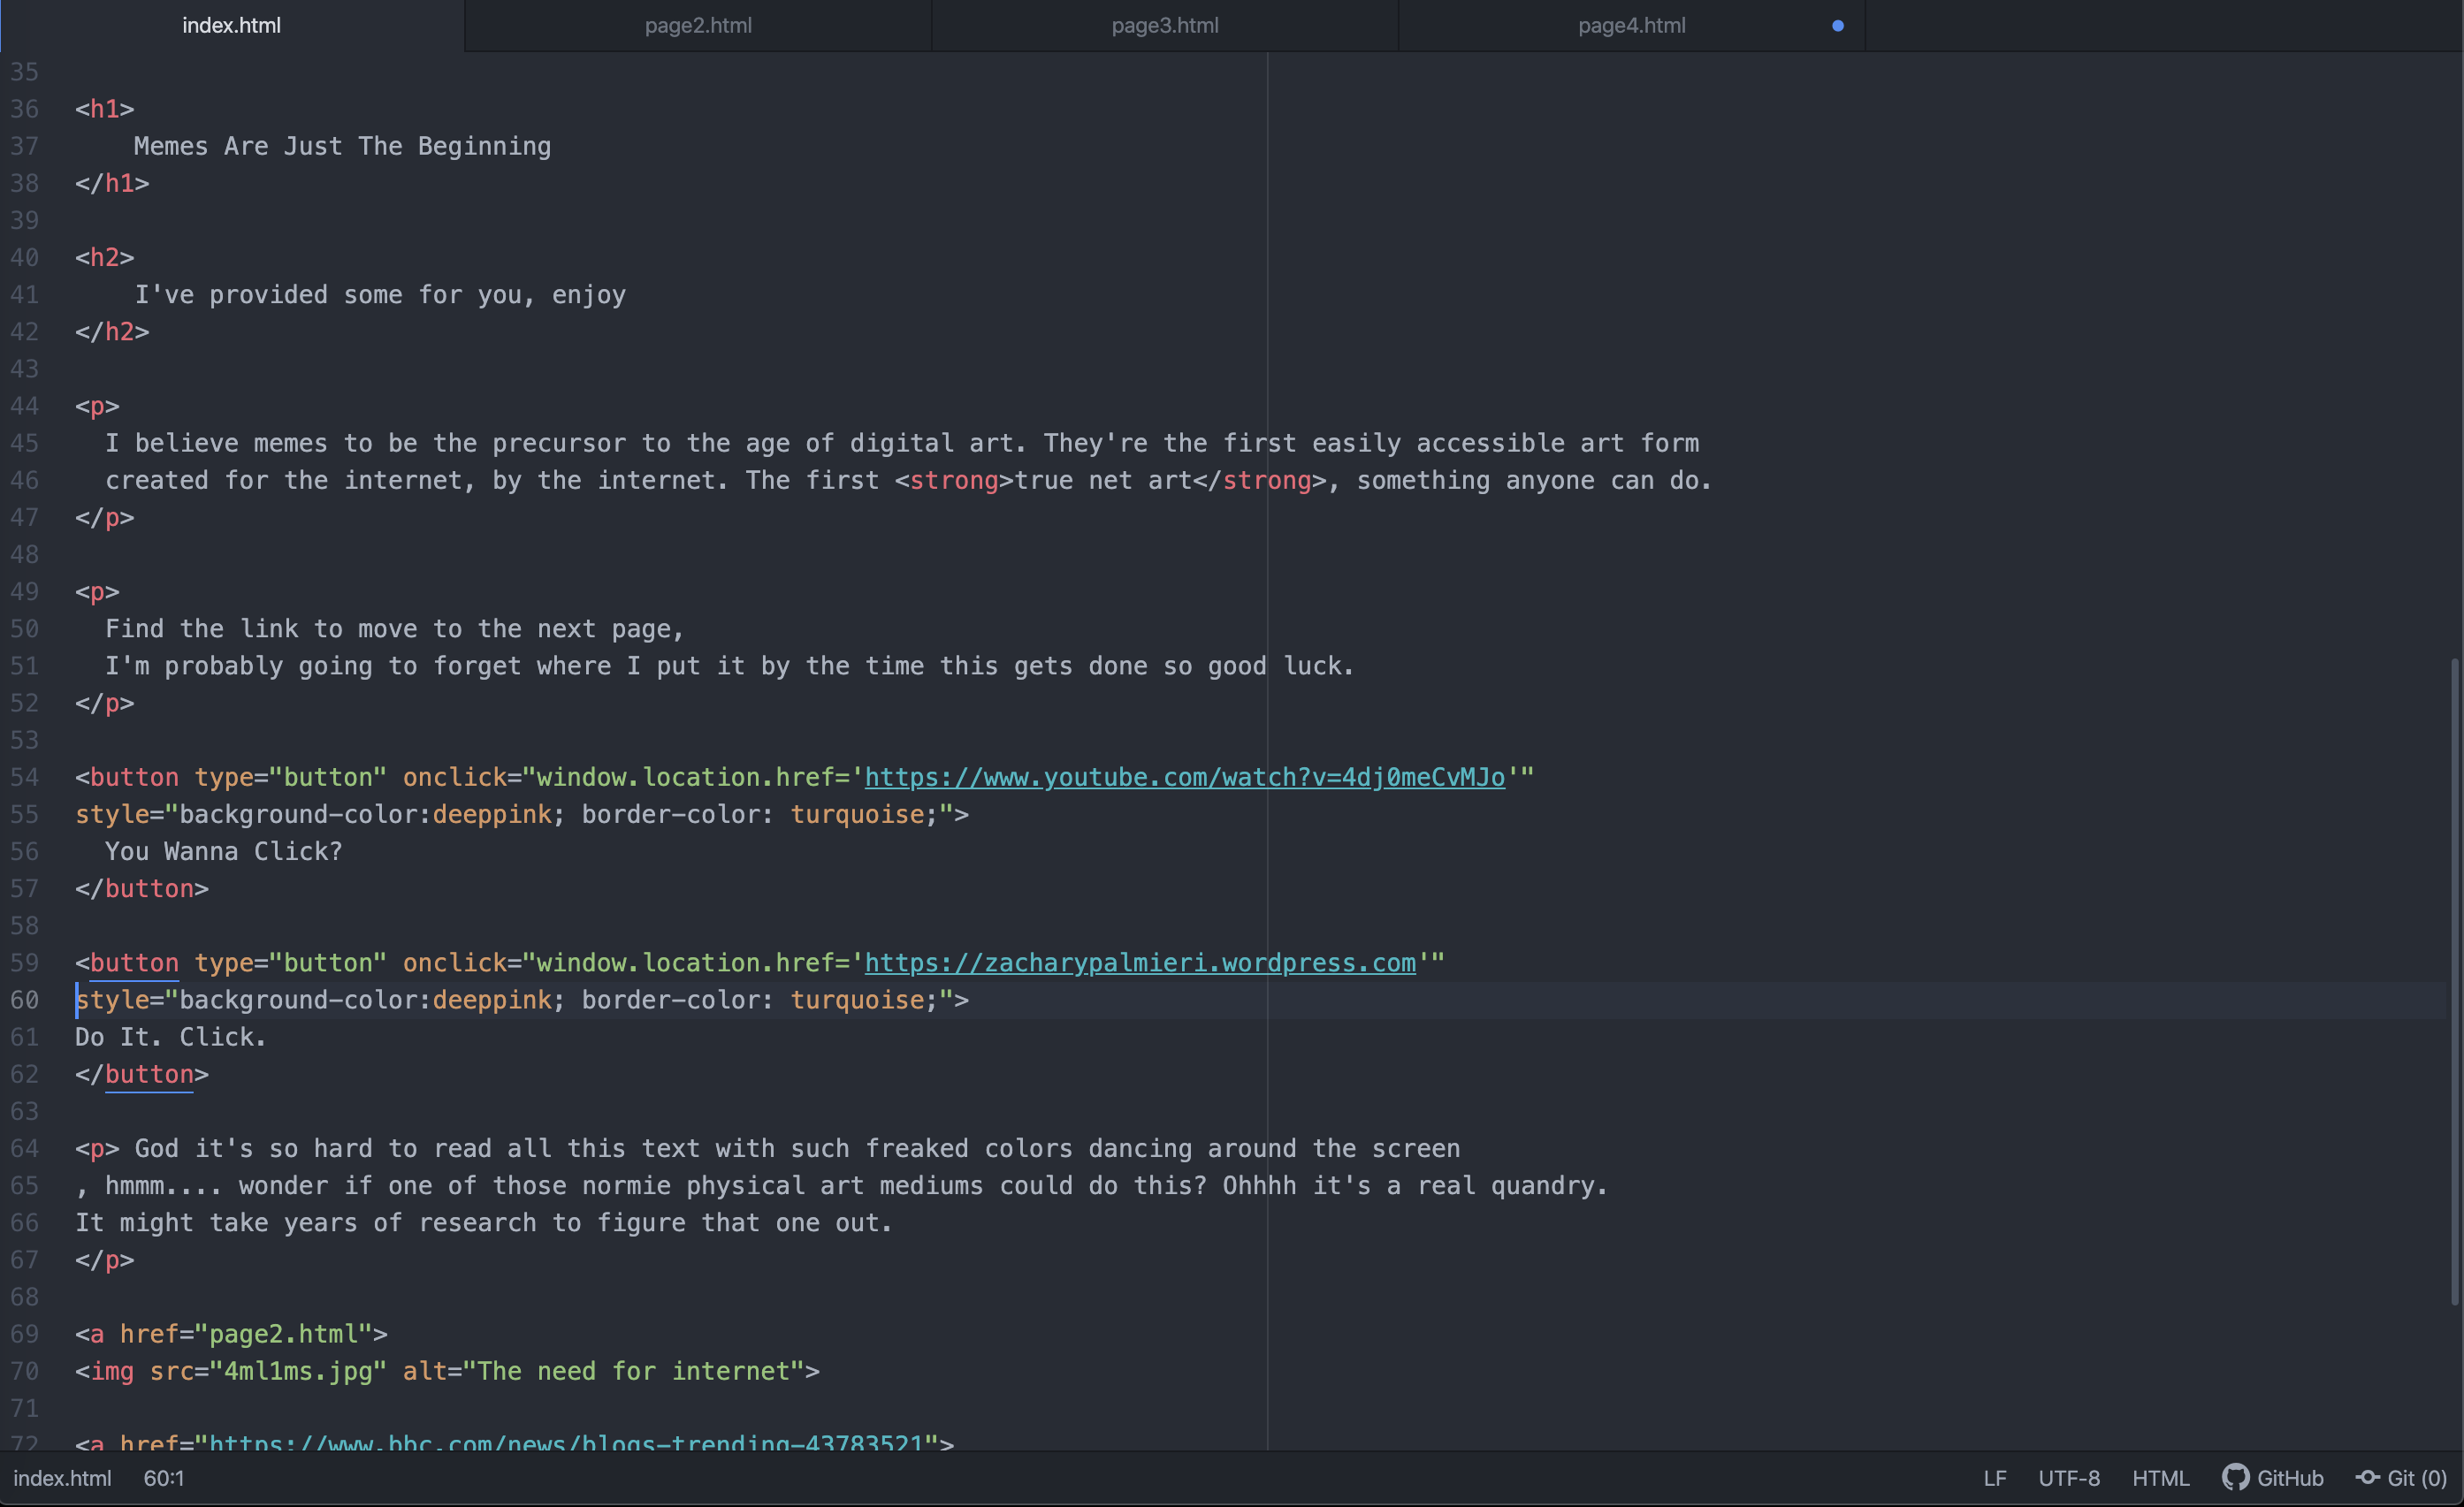 index.html page2.html page3.html page4.html
35
36 <h1>
37     Memes Are Just The Beginning
38 </h1>
39
40 <h2>
41     I've provided some for you, enjoy
42 </h2>
43
44 <p>
45   I believe memes to be the precursor to the age of digital art. They're the first easily accessible art form
46   created for the internet, by the internet. The first <strong>true net art</strong>, something anyone can do.
47 </p>
48
49 <p>
50   Find the link to move to the next page,
51   I'm probably going to forget where I put it by the time this gets done so good luck.
52 </p>
53
54 <button type="button" onclick="window.location.href='https://www.youtube.com/watch?v=4dj0meCvMJo'"
55 style="background-color:deeppink; border-color: turquoise;">
56   You Wanna Click?
57 </button>
58
59 <button type="button" onclick="window.location.href='https://zacharypalmieri.wordpress.com'"
60 style="background-color:deeppink; border-color: turquoise;">
61 Do It. Click.
62 </button>
63
64 <p> God it's so hard to read all this text with such freaked colors dancing around the screen
65 , hmmm.... wonder if one of those normie physical art mediums could do this? Ohhhh it's a real quandry.
66 It might take years of research to figure that one out.
67 </p>
68
69 <a href="page2.html">
70 <img src="4ml1ms.jpg" alt="The need for internet">
71
72 <a href="https://www.bbc.com/news/blogs-trending-43783521">
index.html 60:1 LF UTF-8 HTML GitHub Git (0)